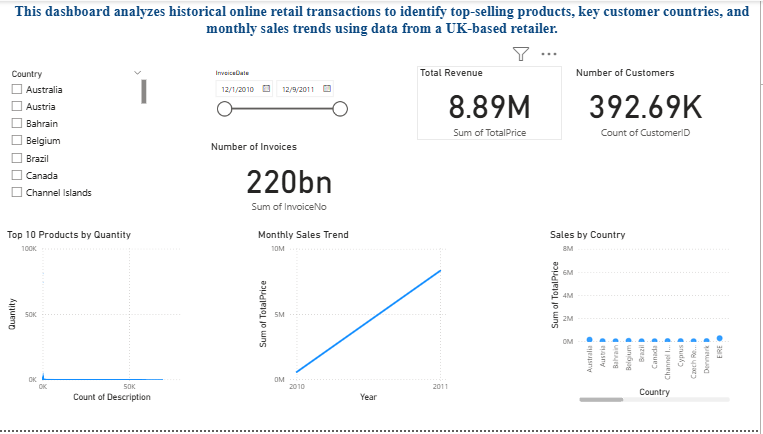 This dashboard analyzes historical online retail transactions to identify top-selling products, key customer countries, and
monthly sales trends using data from a UK-based retailer.
Country
Australia
Austria
Bahrain
Belgium
Brazil
Canada
Channel Islands
InvoiceDate
12/1/2010
12/9/2011
Total Revenue
8.89M
Sum of TotalPrice
Number of Customers
392.69K
Count of CustomerID
Number of Invoices
220bn
Sum of InvoiceNo
Top 10 Products by Quantity
Quantity
100K
50K
0K
0K
50K
Count of Description
Monthly Sales Trend
Sum of TotalPrice
10M
5M
0M
2010
2011
Year
Sales by Country
Sum of TotalPrice
8M
6M
4M
2M
0M
Australia
Austria
Bahrain
Belgium
Brazil
Canada
Channel I...
Cyprus
Czech Re...
Denmark
EIRE
Country